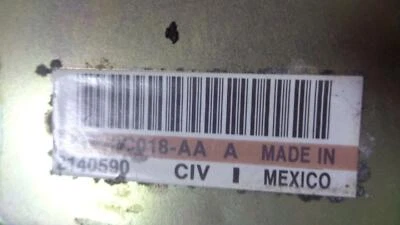 C018-AA A MADE IN
2140590 CIV MEXICO